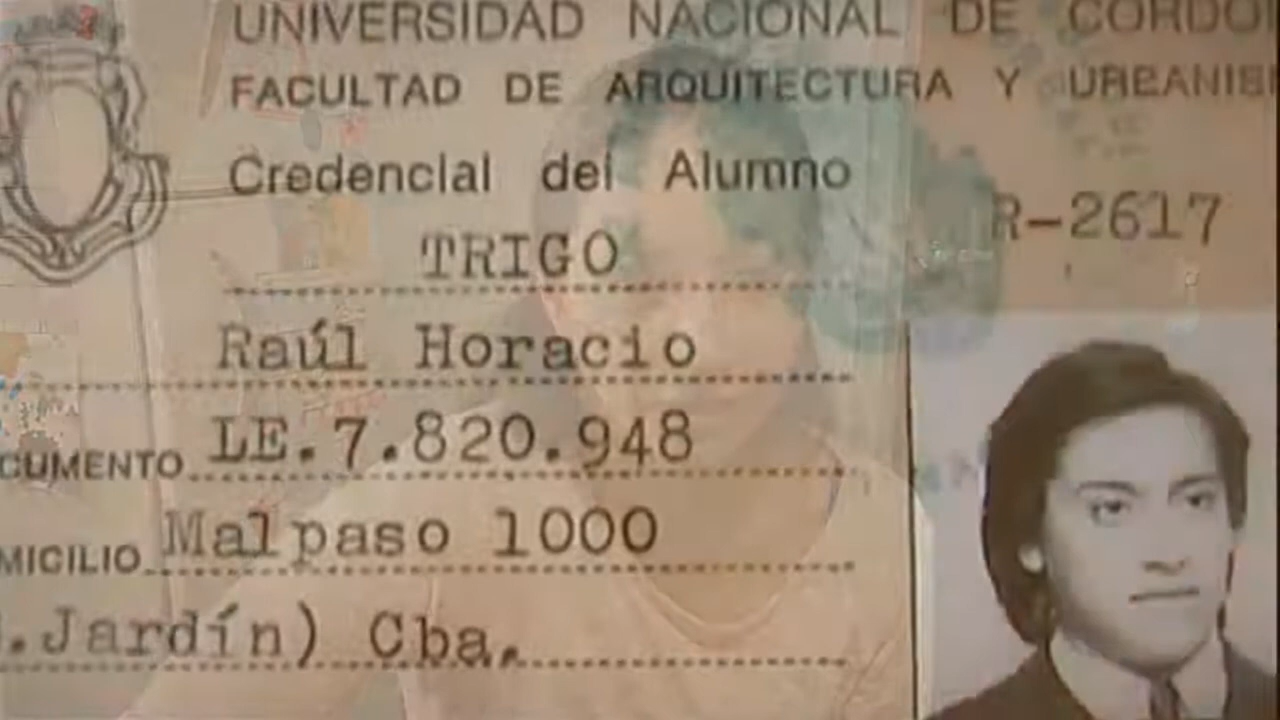 UNIVERSIDAD NACIONAL DE CORDO
FACULTAD DE ARQUITECTURA Y URBANIS
Credencial del Alumno
R-2617
TRIGO
Raúl Horacio
CUMENTO LE.7.820.948
MICILIO Malpaso 1000
.Jardín) Cba.